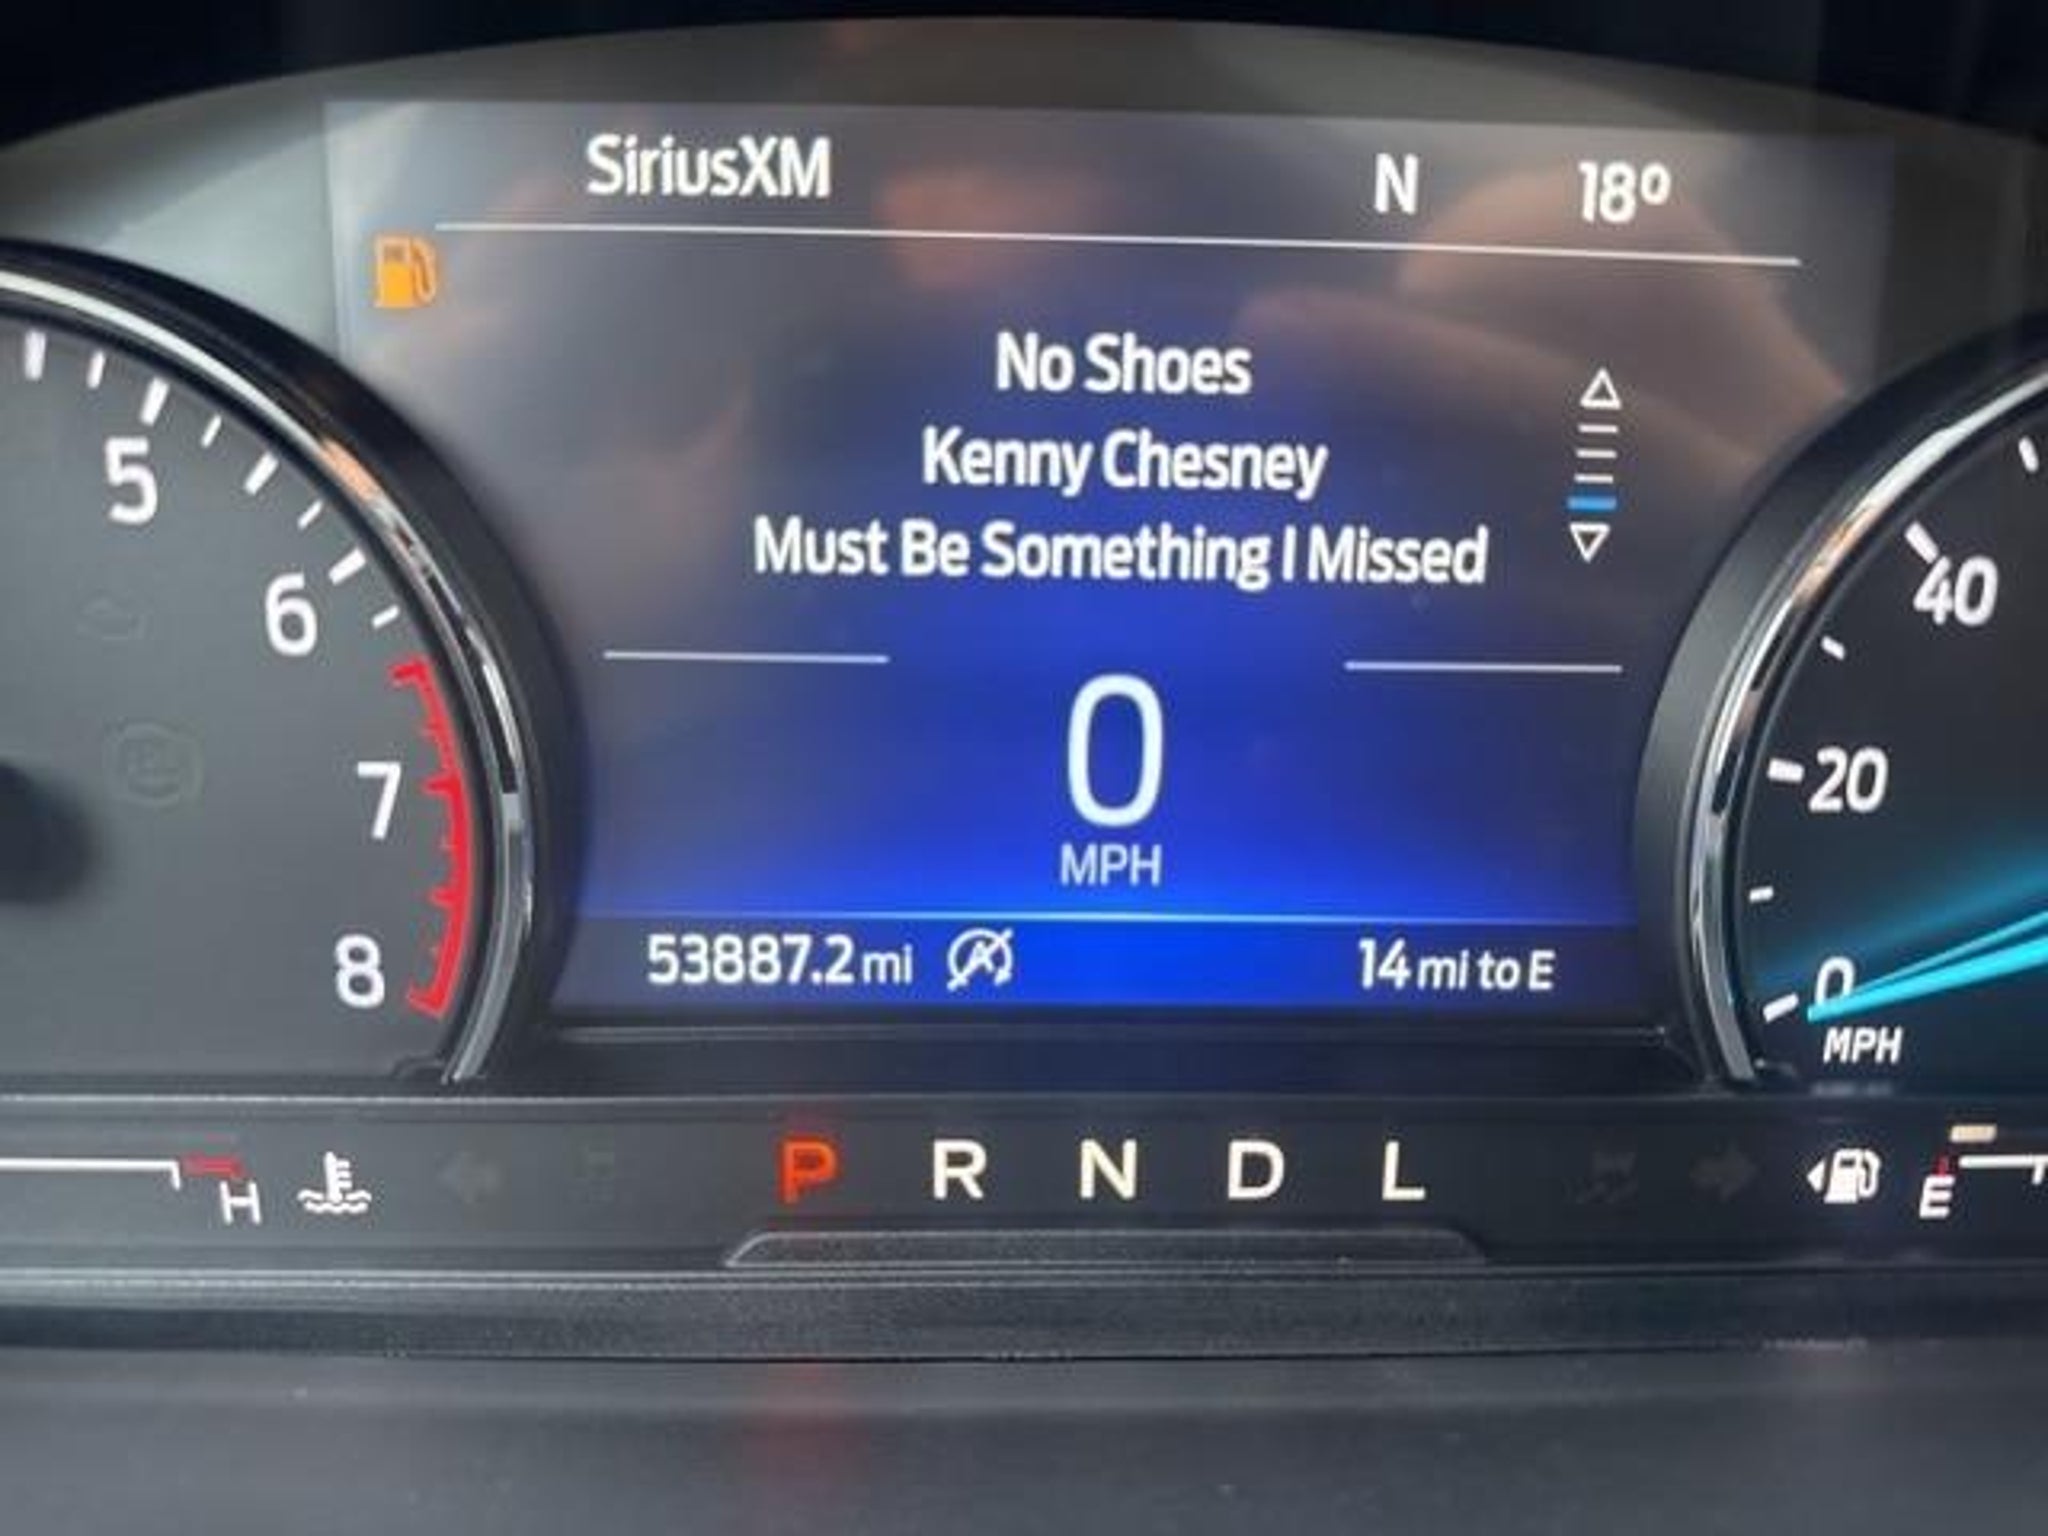 SiriusXM N 18º
No Shoes
Kenny Chesney
Must Be Something I Missed
5
6
7
8
0
MPH
53887.2 mi 14 mi to E
40
20
0
MPH
H P R N D L E